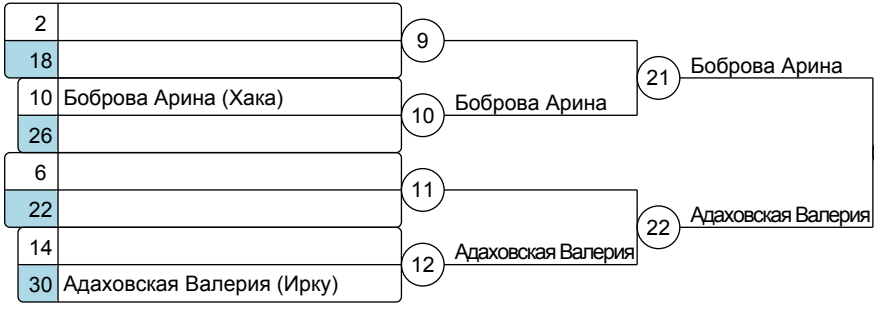 2
9
18
21 Боброва Арина
10 Боброва Арина (Хака)
10 Боброва Арина
26
6
11
22
22 Адаховская Валерия
14
12 Адаховская Валерия
30 Адаховская Валерия (Ирку)